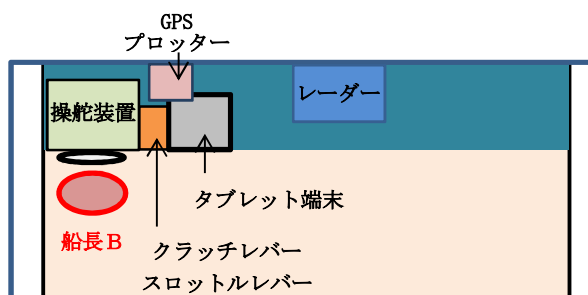 GPS
プロッター
操舵装置
レーダー
タブレット端末
船長B
クラッチレバー
スロットルレバー